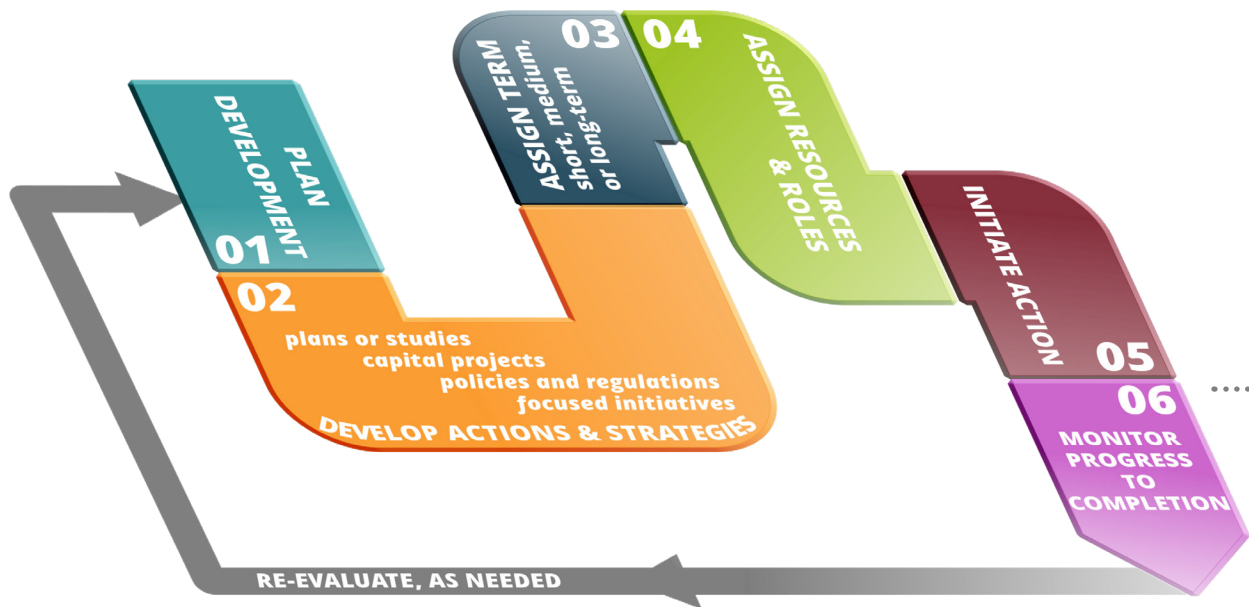 PLAN
DEVELOPMENT
01
02
plans or studies
capital projects
policies and regulations
focused initiatives
DEVELOP ACTIONS & STRATEGIES
03
ASSIGN TERM
short, medium,
or long-term
04
ASSIGN RESOURCES
& ROLES
INITIATE ACTION
05
06
MONITOR
PROGRESS
TO
COMPLETION
RE-EVALUATE, AS NEEDED